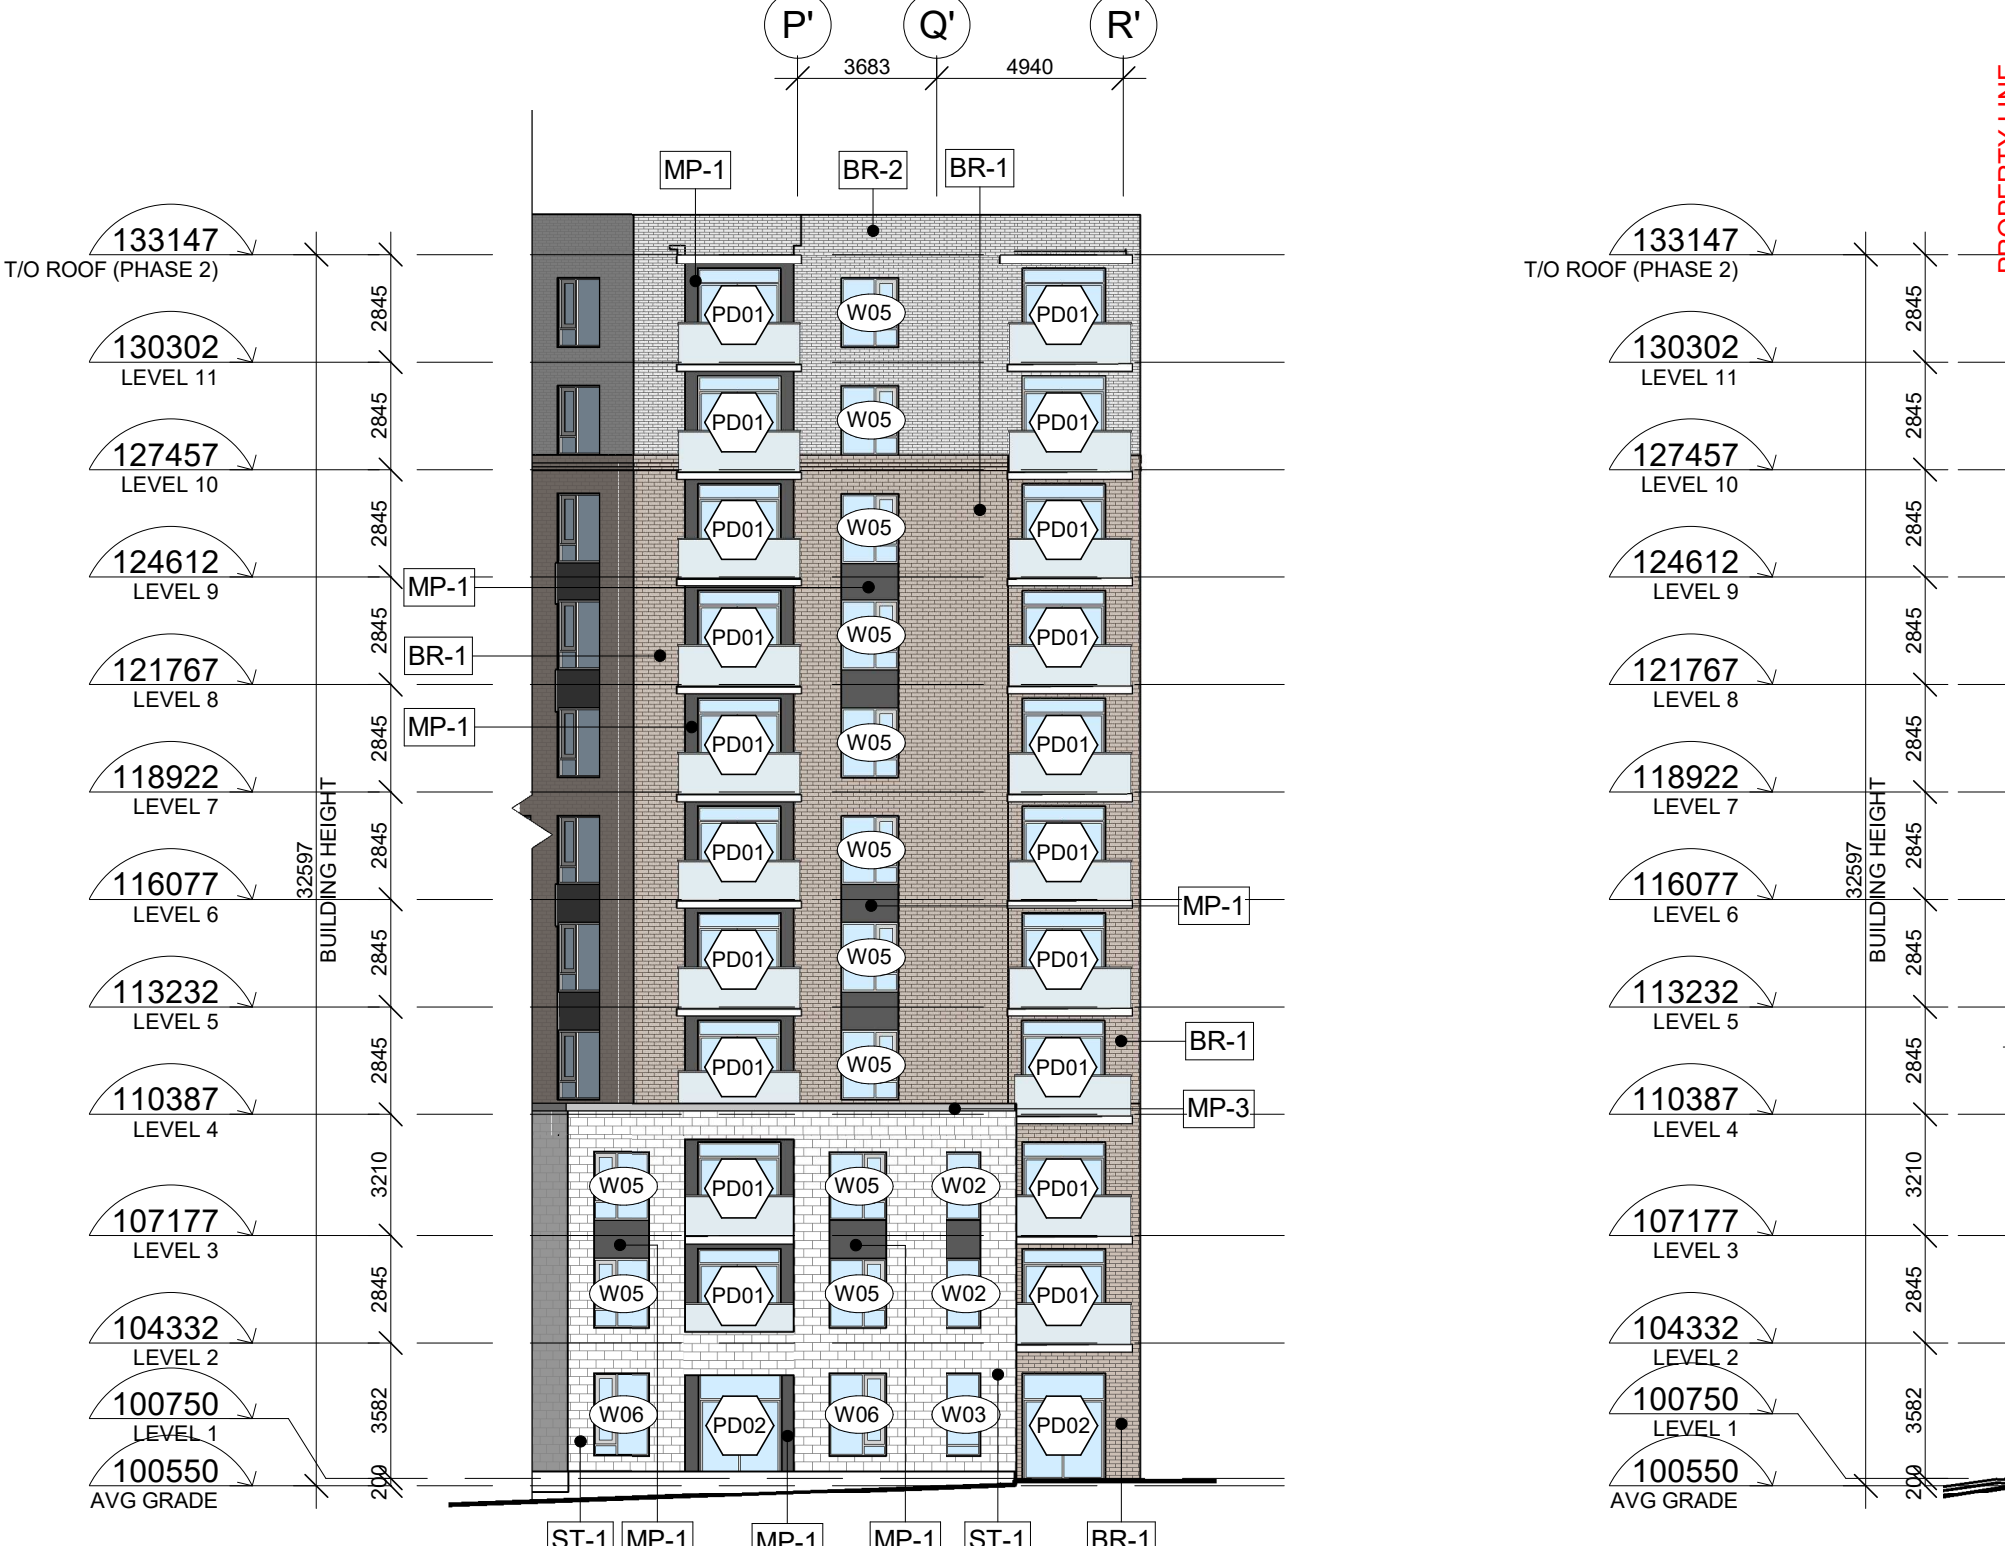 P' Q' R'
3683 4940
MP-1 BR-2 BR-1
133147
T/O ROOF (PHASE 2)
2845
130302
LEVEL 11
2845
127457
LEVEL 10
2845
124612
LEVEL 9
2845
121767
LEVEL 8
2845
118922
LEVEL 7
2845
116077
LEVEL 6
2845
113232
LEVEL 5
2845
110387
LEVEL 4
3210
107177
LEVEL 3
2845
104332
LEVEL 2
3582
100750
LEVEL 1
200
100550
AVG GRADE
32597
BUILDING HEIGHT
PD01 W05 PD01
PD01 W05 PD01
PD01 W05 PD01
MP-1
PD01 W05 PD01
BR-1
MP-1
PD01 W05 PD01
PD01 W05 PD01
MP-1
PD01 W05 PD01
BR-1
PD01 W05 PD01
MP-3
W05 PD01 W05 W02 PD01
W05 PD01 W05 W02 PD01
W06 PD02 W06 W03 PD02
ST-1 MP-1 MP-1 MP-1 ST-1 BR-1
133147
T/O ROOF (PHASE 2)
2845
130302
LEVEL 11
2845
127457
LEVEL 10
2845
124612
LEVEL 9
2845
121767
LEVEL 8
2845
118922
LEVEL 7
2845
116077
LEVEL 6
2845
113232
LEVEL 5
2845
110387
LEVEL 4
3210
107177
LEVEL 3
2845
104332
LEVEL 2
3582
100750
LEVEL 1
200
100550
AVG GRADE
32597
BUILDING HEIGHT
PROPERTY LINE